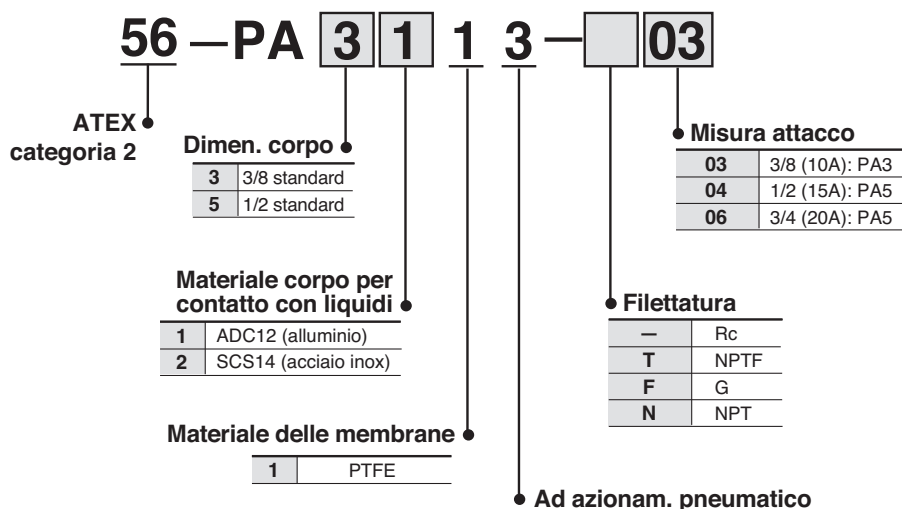 56 — PA 3 1 1 3 — 03
ATEX
categoria 2
Dimen. corpo
3 3/8 standard
5 1/2 standard
Misura attacco
03 3/8 (10A): PA3
04 1/2 (15A): PA5
06 3/4 (20A): PA5
Materiale corpo per
contatto con liquidi
1 ADC12 (alluminio)
2 SCS14 (acciaio inox)
Filettatura
— Rc
T NPTF
F G
N NPT
Materiale delle membrane
1 PTFE
Ad azionam. pneumatico